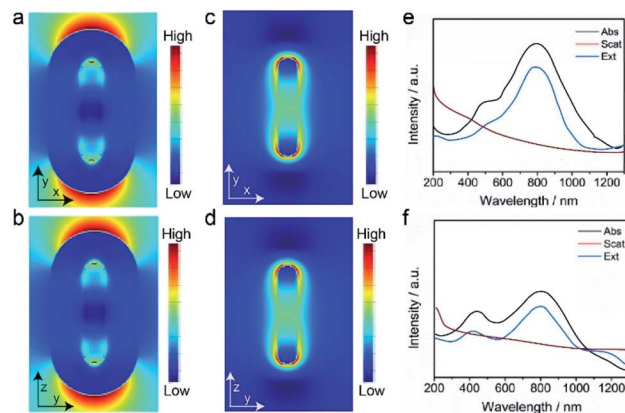 a
High
Low
y
x
b
High
Low
z
y
c
High
Low
y
x
d
High
Low
z
y
e
Abs
Scat
Ext
Intensity / a.u.
200 400 600 800 1000 1200
Wavelength / nm
f
Abs
Scat
Ext
Intensity / a.u.
200 400 600 800 1000 1200
Wavelength / nm